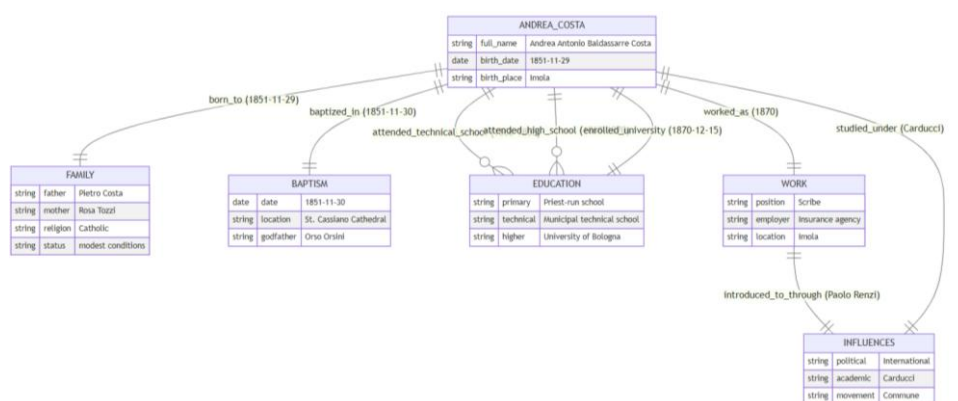 ANDREA_COSTA
string full_name Andrea Antonio Baldassarre Costa
date birth_date 1851-11-29
string birth_place Imola
born_to (1851-11-29)
baptized_in (1851-11-30)
attended_technical_schoo
attended_high_school (
enrolled_university (1870-12-15)
worked_as (1870)
studied_under (Carducci)
FAMILY
string father Pietro Costa
string mother Rosa Tozzi
string religion Catholic
string status modest conditions
BAPTISM
date date 1851-11-30
string location St. Cassiano Cathedral
string godfather Orso Orsini
EDUCATION
string primary Priest-run school
string technical Municipal technical school
string higher University of Bologna
WORK
string position Scribe
string employer Insurance agency
string location Imola
introduced_to_through (Paolo Renzi)
INFLUENCES
string political International
string academic Carducci
string movement Commune